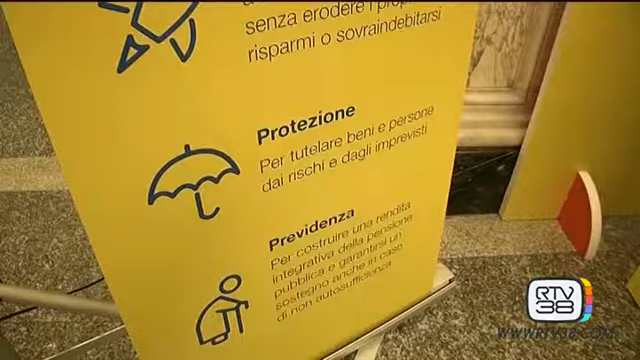 senza erodere i
risparmi o sovraindebitarsi
Protezione
Per tutelare beni e persone
dai rischi e dagli imprevisti
Previdenza
Per costruire una rendita
integrativa della pensione
pubblica e garantirsi un
sostegno anche in caso
di non autosufficienza
RTV
38
WWW.RTV38.COM